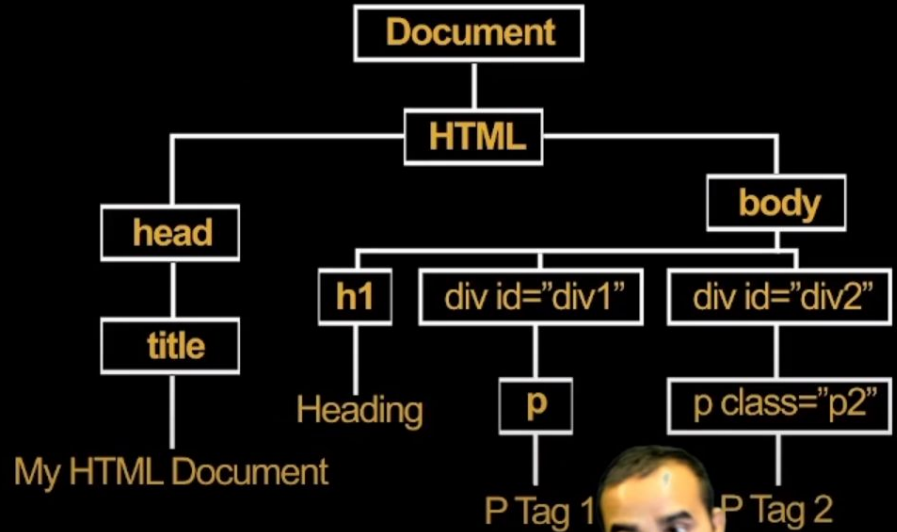 Document
HTML
body
head
h1
div id=”div1”
div id=”div2”
title
Heading
p
p class=”p2”
My HTML Document
P Tag 1
P Tag 2